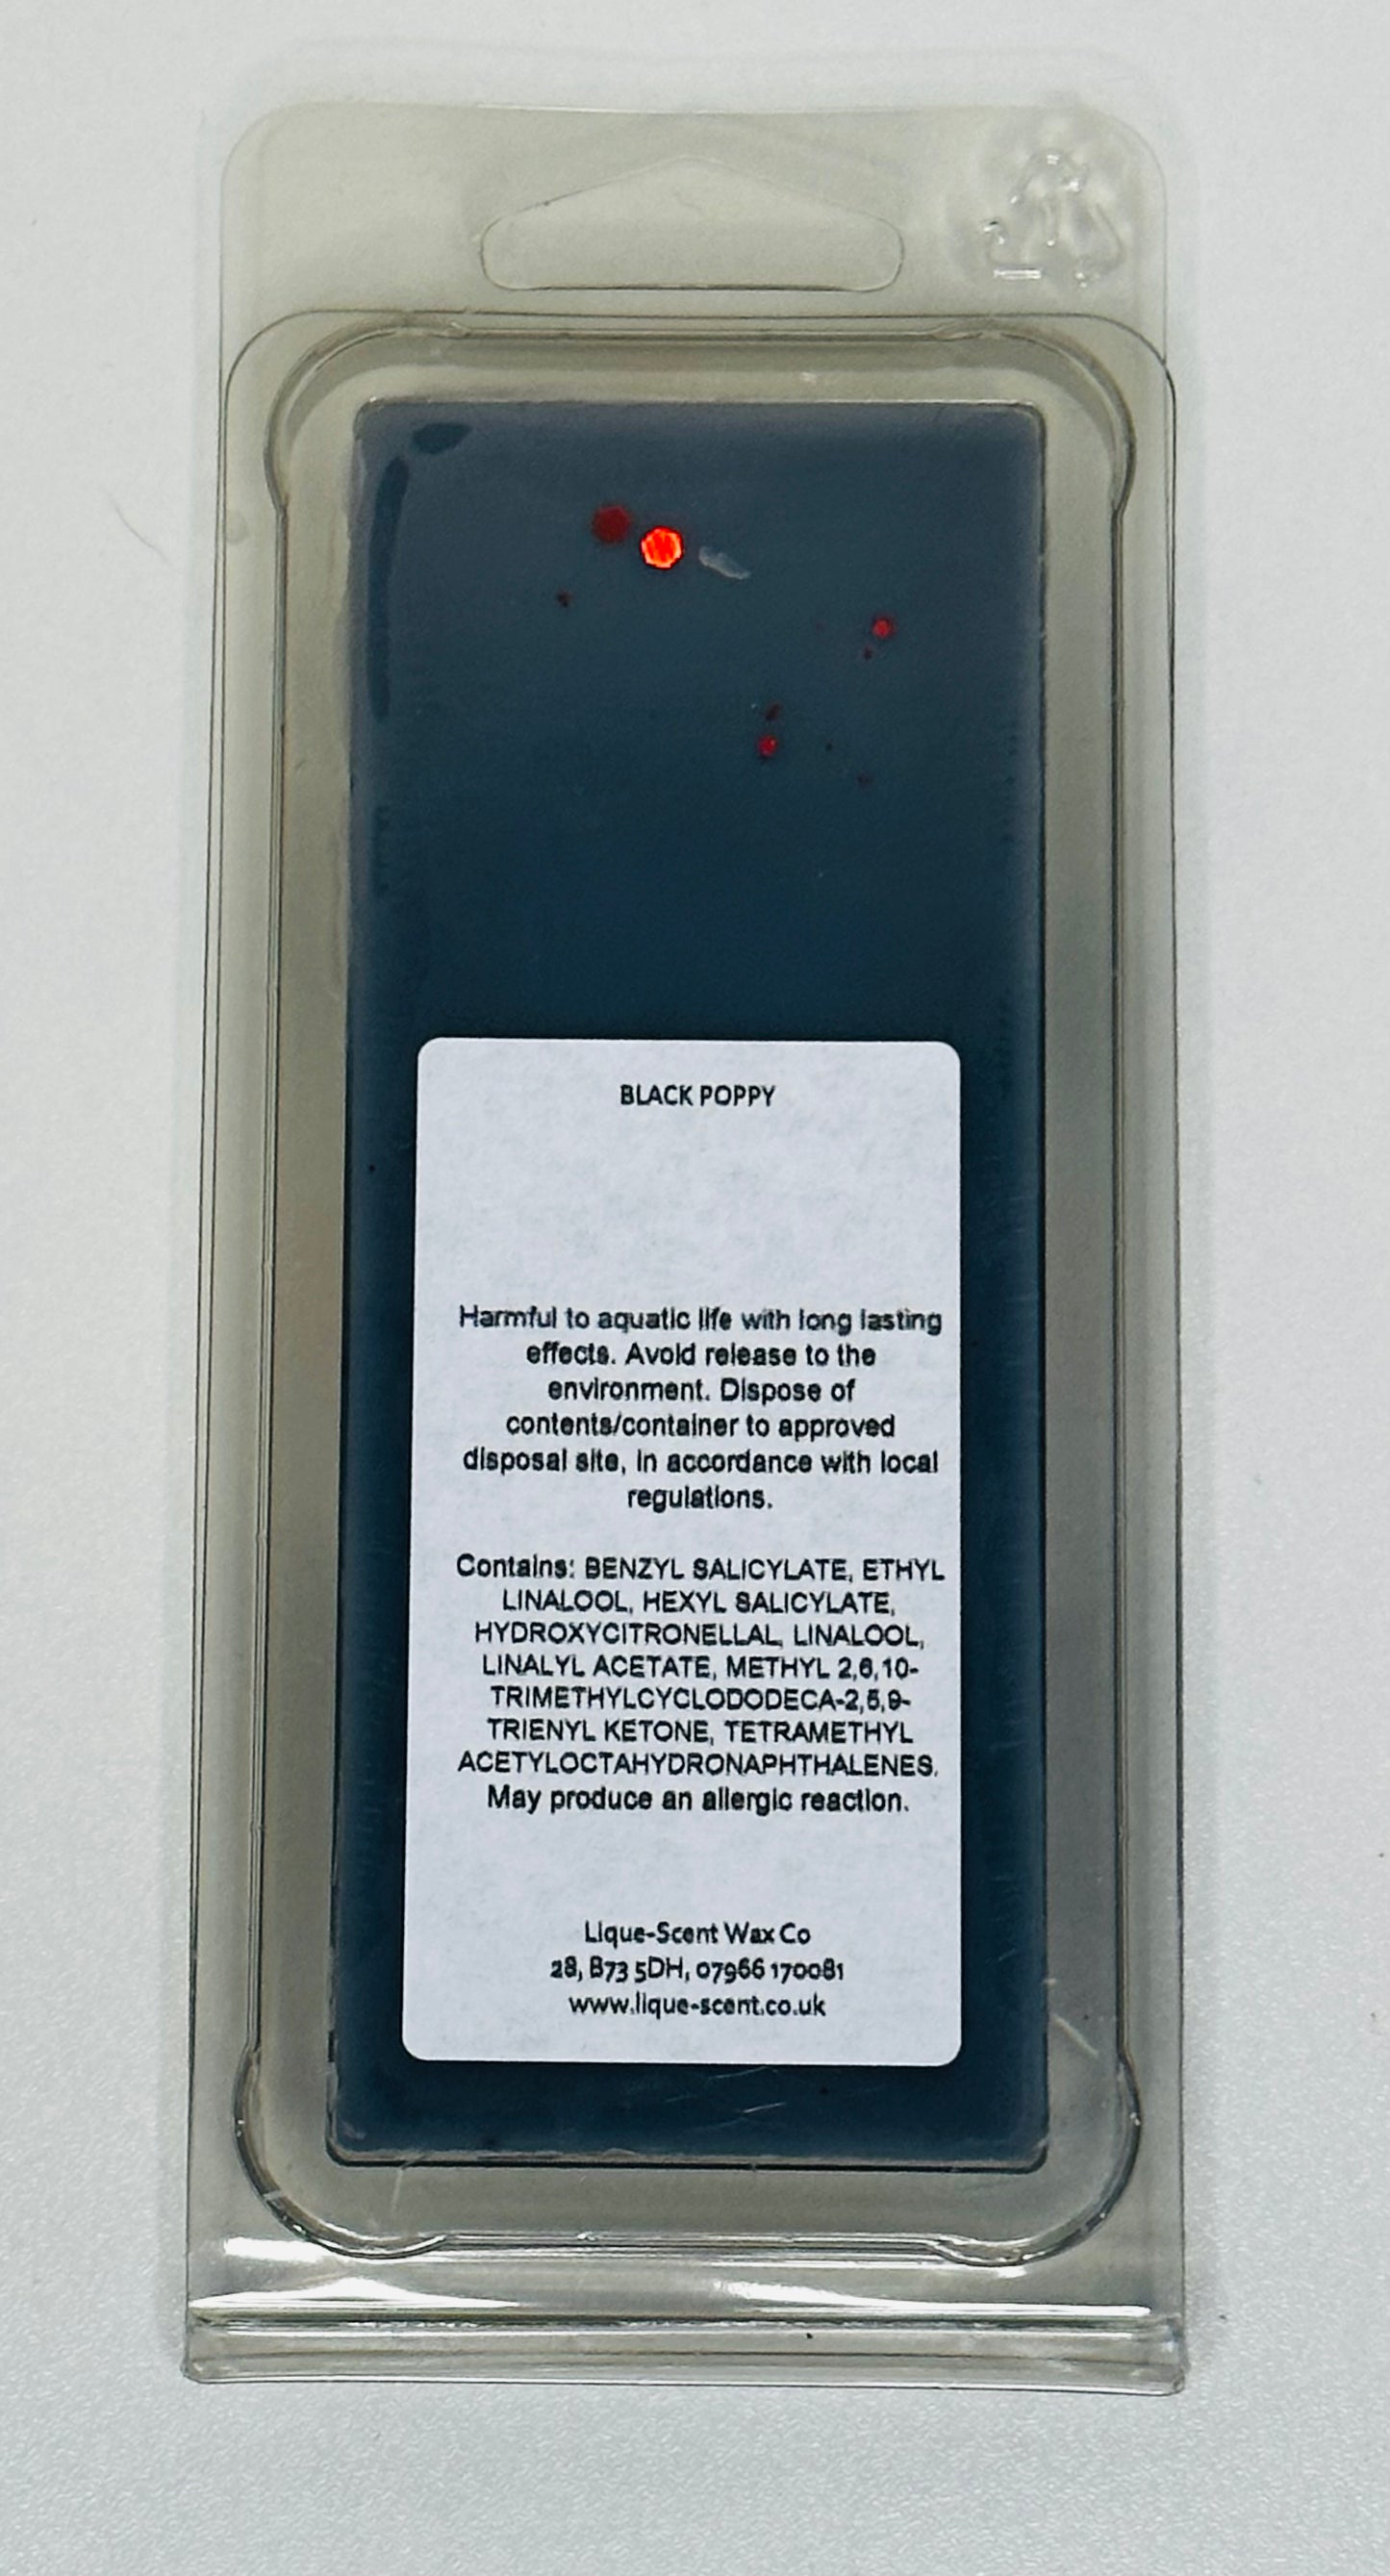 BLACK POPPY
Harmful to aquatic life with long lasting
effects. Avoid release to the
environment. Dispose of
contents/container to approved
disposal site, in accordance with local
regulations.
Contains: BENZYL SALICYLATE, ETHYL
LINALOOL, HEXYL SALICYLATE,
HYDROXYCITRONELLAL, LINALOOL,
LINALYL ACETATE, METHYL 2,6,10-
TRIMETHYLCYCLODODECA-2,5,9-
TRIENYL KETONE, TETRAMETHYL
ACETYLOCTAHYDRONAPHTHALENES.
May produce an allergic reaction.
Lique-Scent Wax Co
28, B73 5DH, 07966 170081
www.lique-scent.co.uk